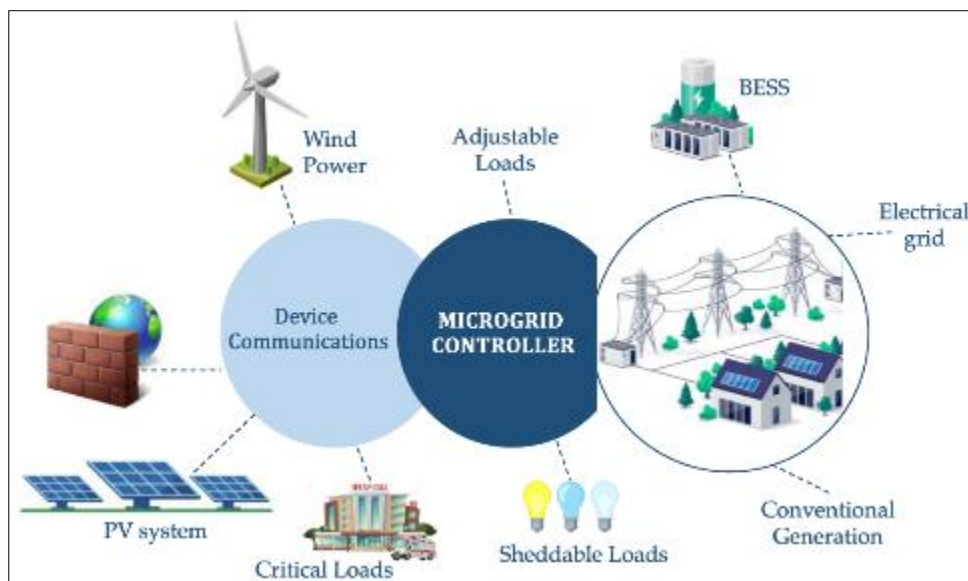 Wind
Power
Adjustable
Loads
BESS
Electrical
grid
Device
Communications
MICROGRID
CONTROLLER
PV system
HOSPITAL
Critical Loads
Sheddable Loads
Conventional
Generation